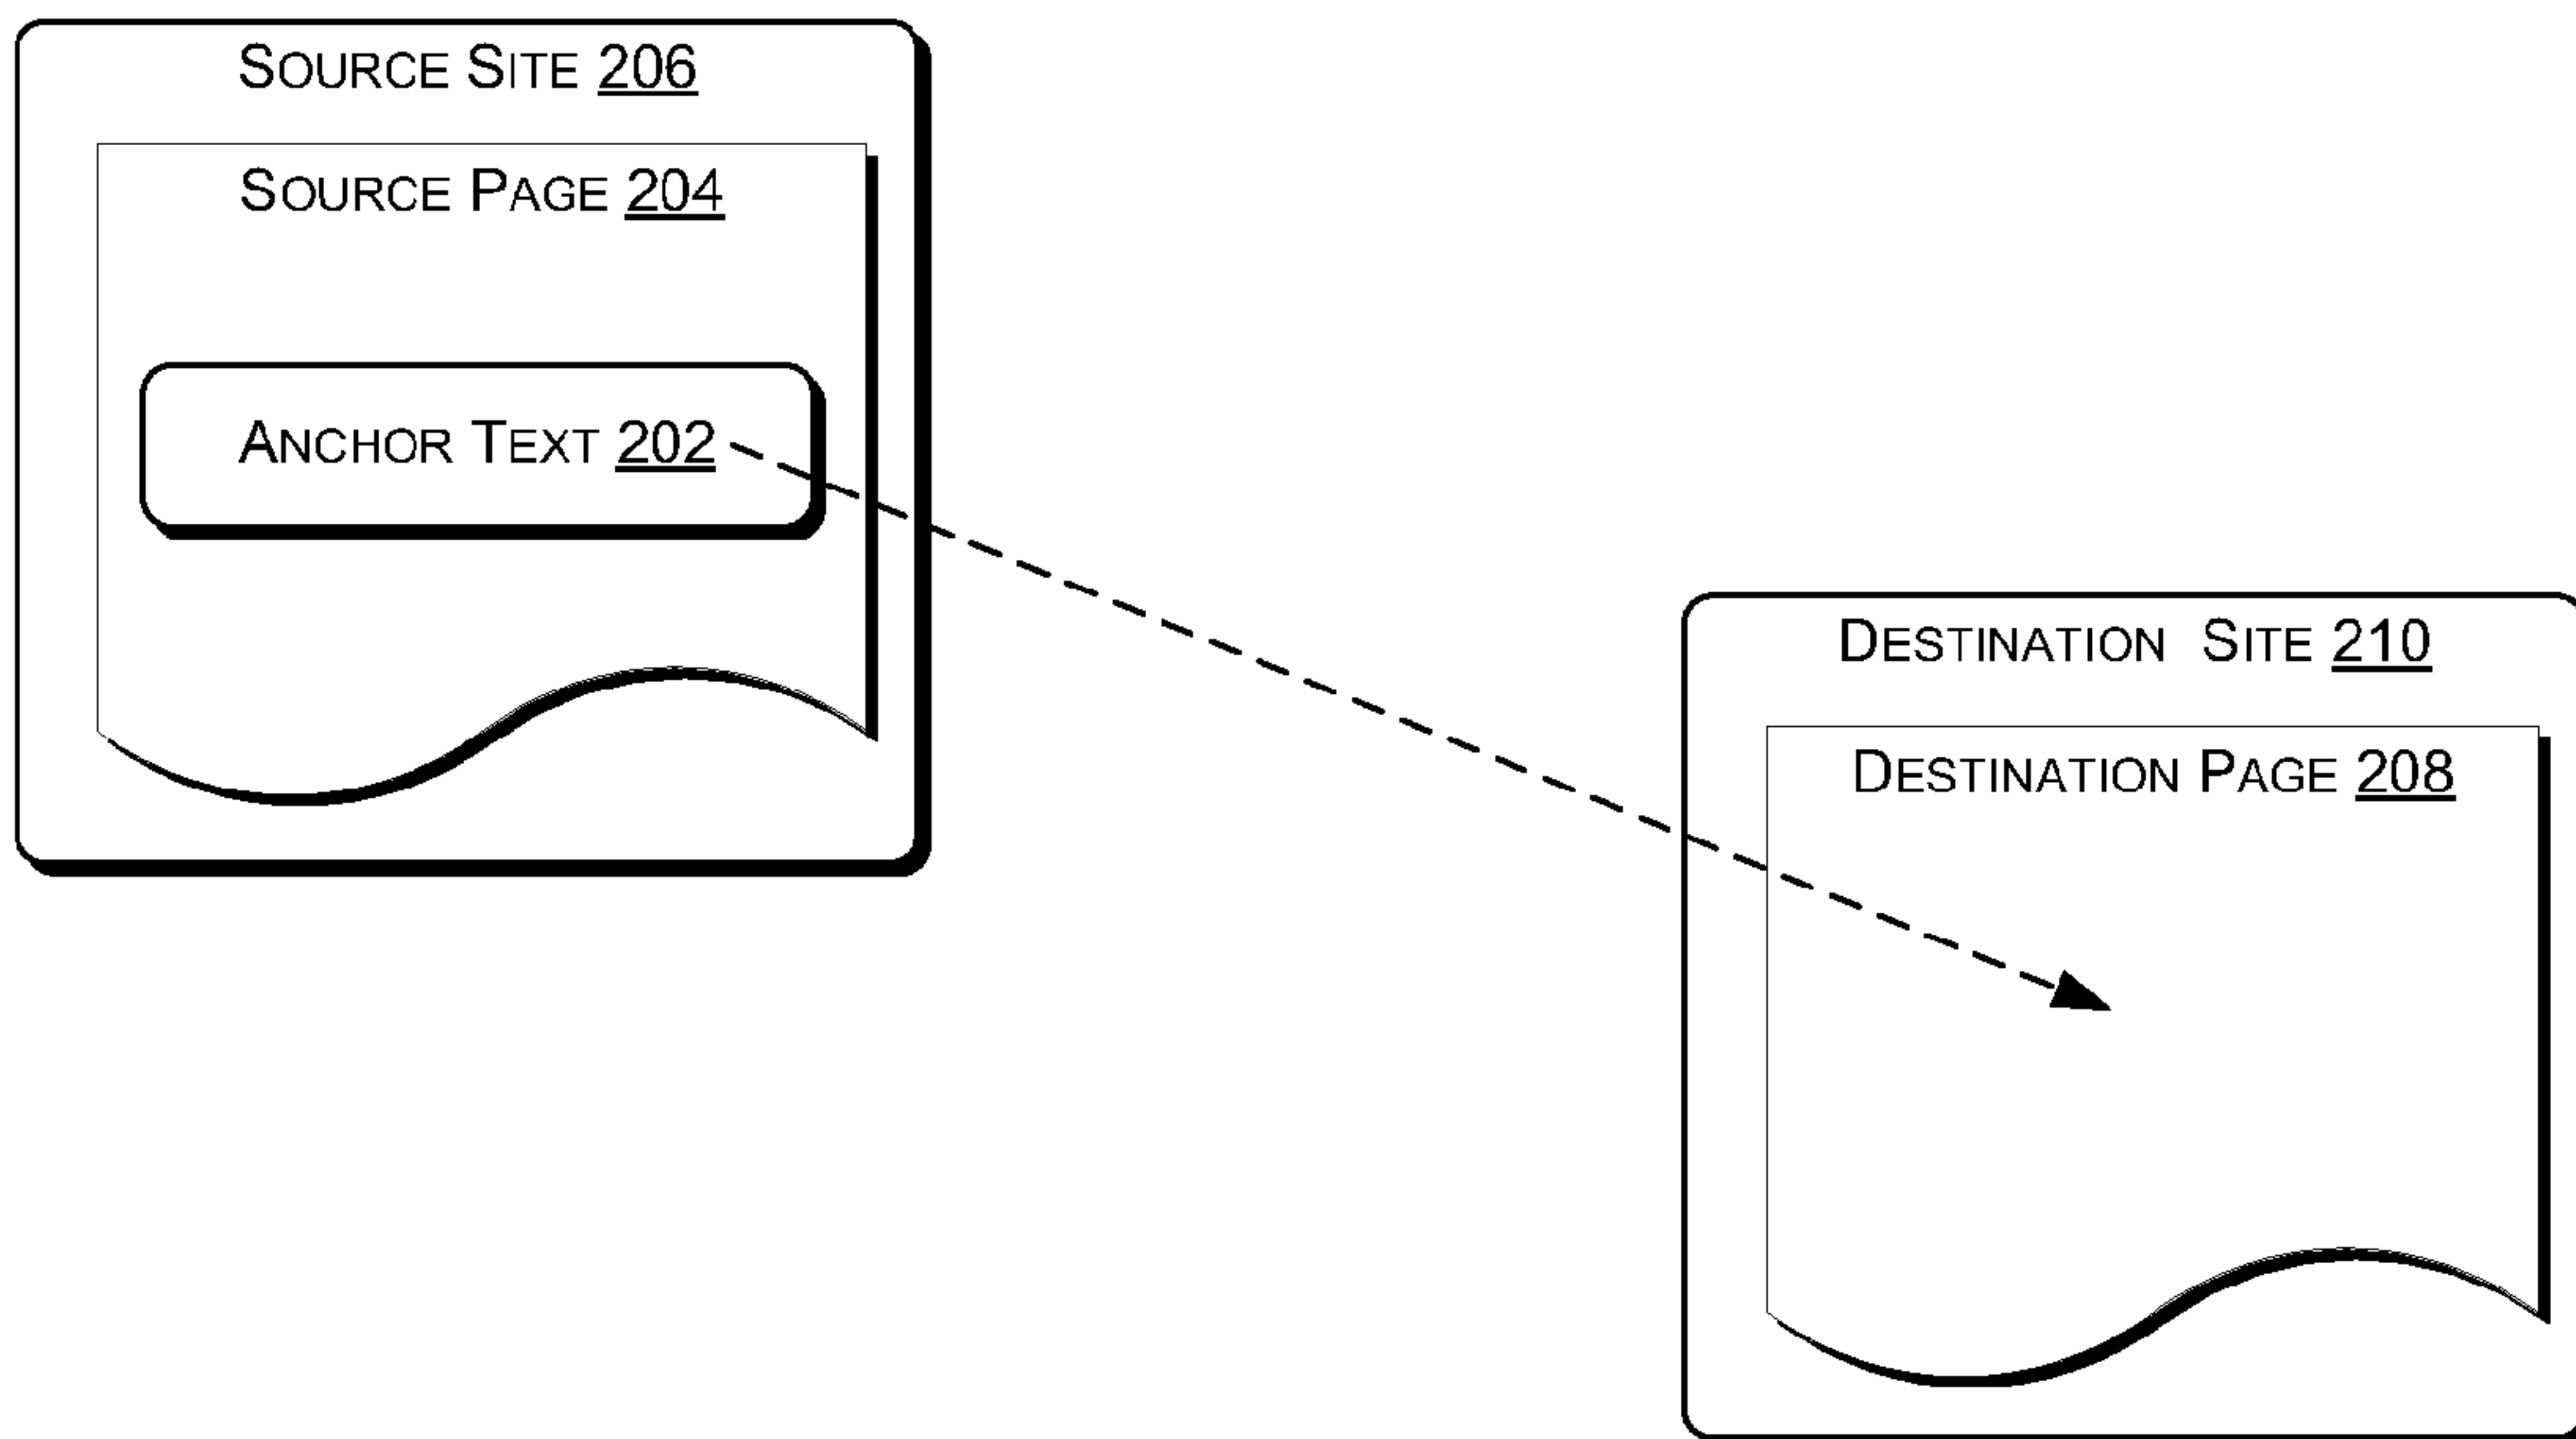 SOURCE SITE 206
SOURCE PAGE 204
ANCHOR TEXT 202
DESTINATION SITE 210
DESTINATION PAGE 208